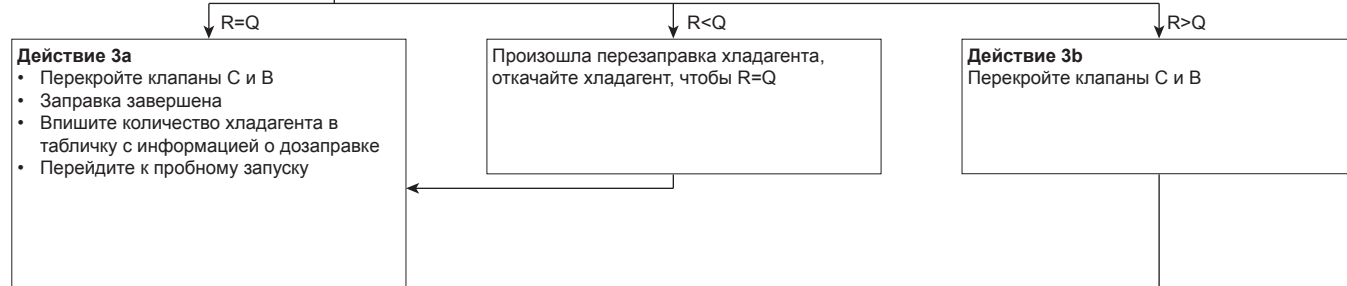 R=Q
R<Q
R>Q
Действие 3a
• Перекройте клапаны C и B
• Заправка завершена
• Впишите количество хладагента в
табличку с информацией о дозаправке
• Перейдите к пробному запуску
Произошла перезаправка хладагента,
откачайте хладагент, чтобы R=Q
Действие 3b
Перекройте клапаны C и B